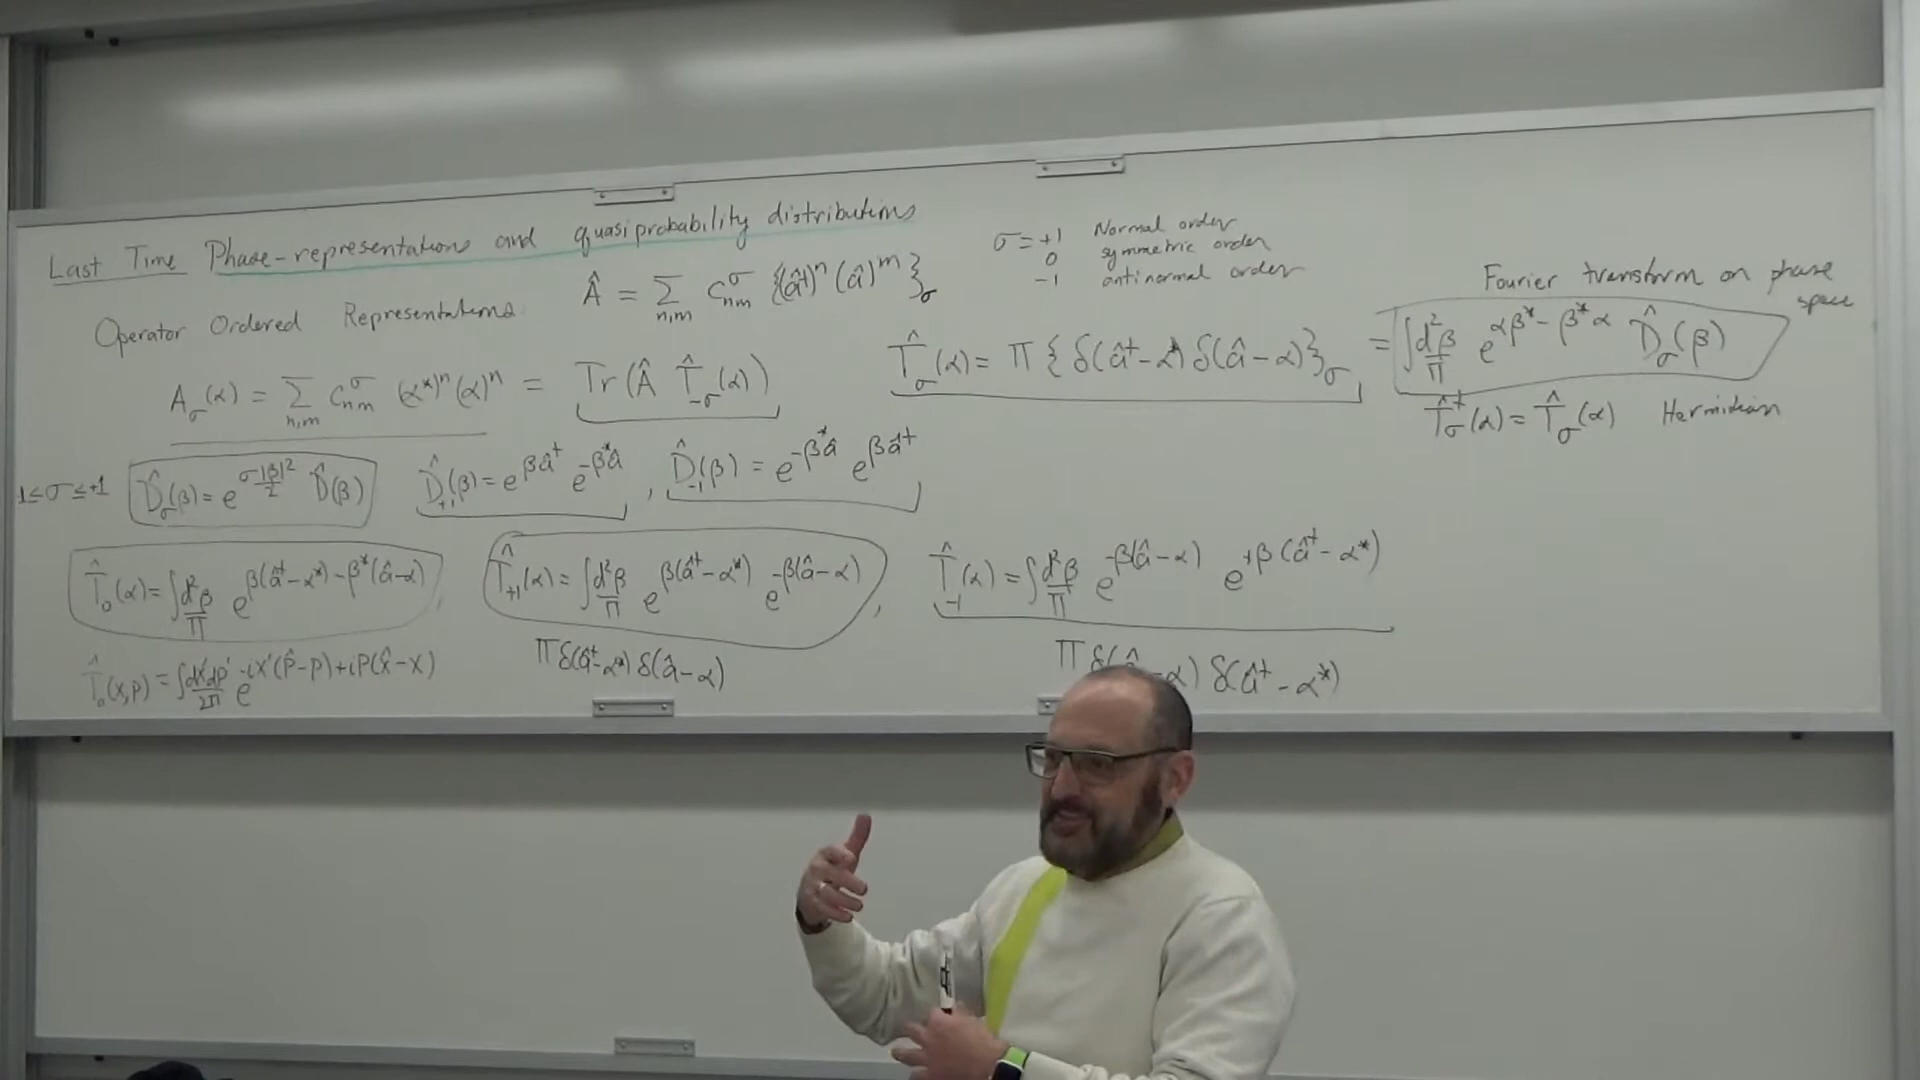 Last Time Phase-representations and quasiprobability distributions
σ = +1 Normal order
0 symmetric order
-1 antinormal order
Operator Ordered Representations Â = Σ_{n,m} C^σ_{nm} {(â†)^n (â)^m}_σ
Fourier transform on phase space
A_σ(α) = Σ_{n,m} C^σ_{nm} (α*)^n (α)^n = Tr(Â T̂_{-σ}(α))
T̂_σ(α) = π {δ(â†-α*) δ(â-α)}_σ = ∫ d²β/π e^{αβ* - β*α} D̂_σ(β)
T̂†_σ(α) = T̂_σ(α) Hermitian
1≤σ≤+1 D̂_σ(β) = e^{σ|β|²/2} D̂(β) D̂_{+1}(β) = e^{βâ†} e^{-β*â} , D̂_{-1}(β) = e^{-β*â} e^{βâ†}
T̂_0(α) = ∫ d²β/π e^{β(â†-α*) - β*(â-α)} , T̂_{+1}(α) = ∫ d²β/π e^{β(â†-α*)} e^{-β(â-α)} , T̂_{-1}(α) = ∫ d²β/π e^{-β(â-α)} e^{+β(â†-α*)}
T̂_0(x,p) = ∫ dx'dp'/2π e^{-ix'(p̂-p)+ip(x̂-x)}
π δ(â†-α*) δ(â-α)
π δ(â-α) δ(â†-α*)